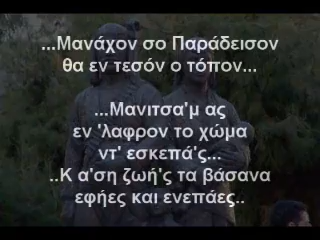 ...Μανάχον σο Παράδεισον
θα εν τεσόν ο τόπον...
...Μανιτσα'μ ας
εν 'λαφρον το χώμα
ντ' εσκεπά'ς...
..Κ α'ση ζωή'ς τα βάσανα
εφήες και ενεπάες..